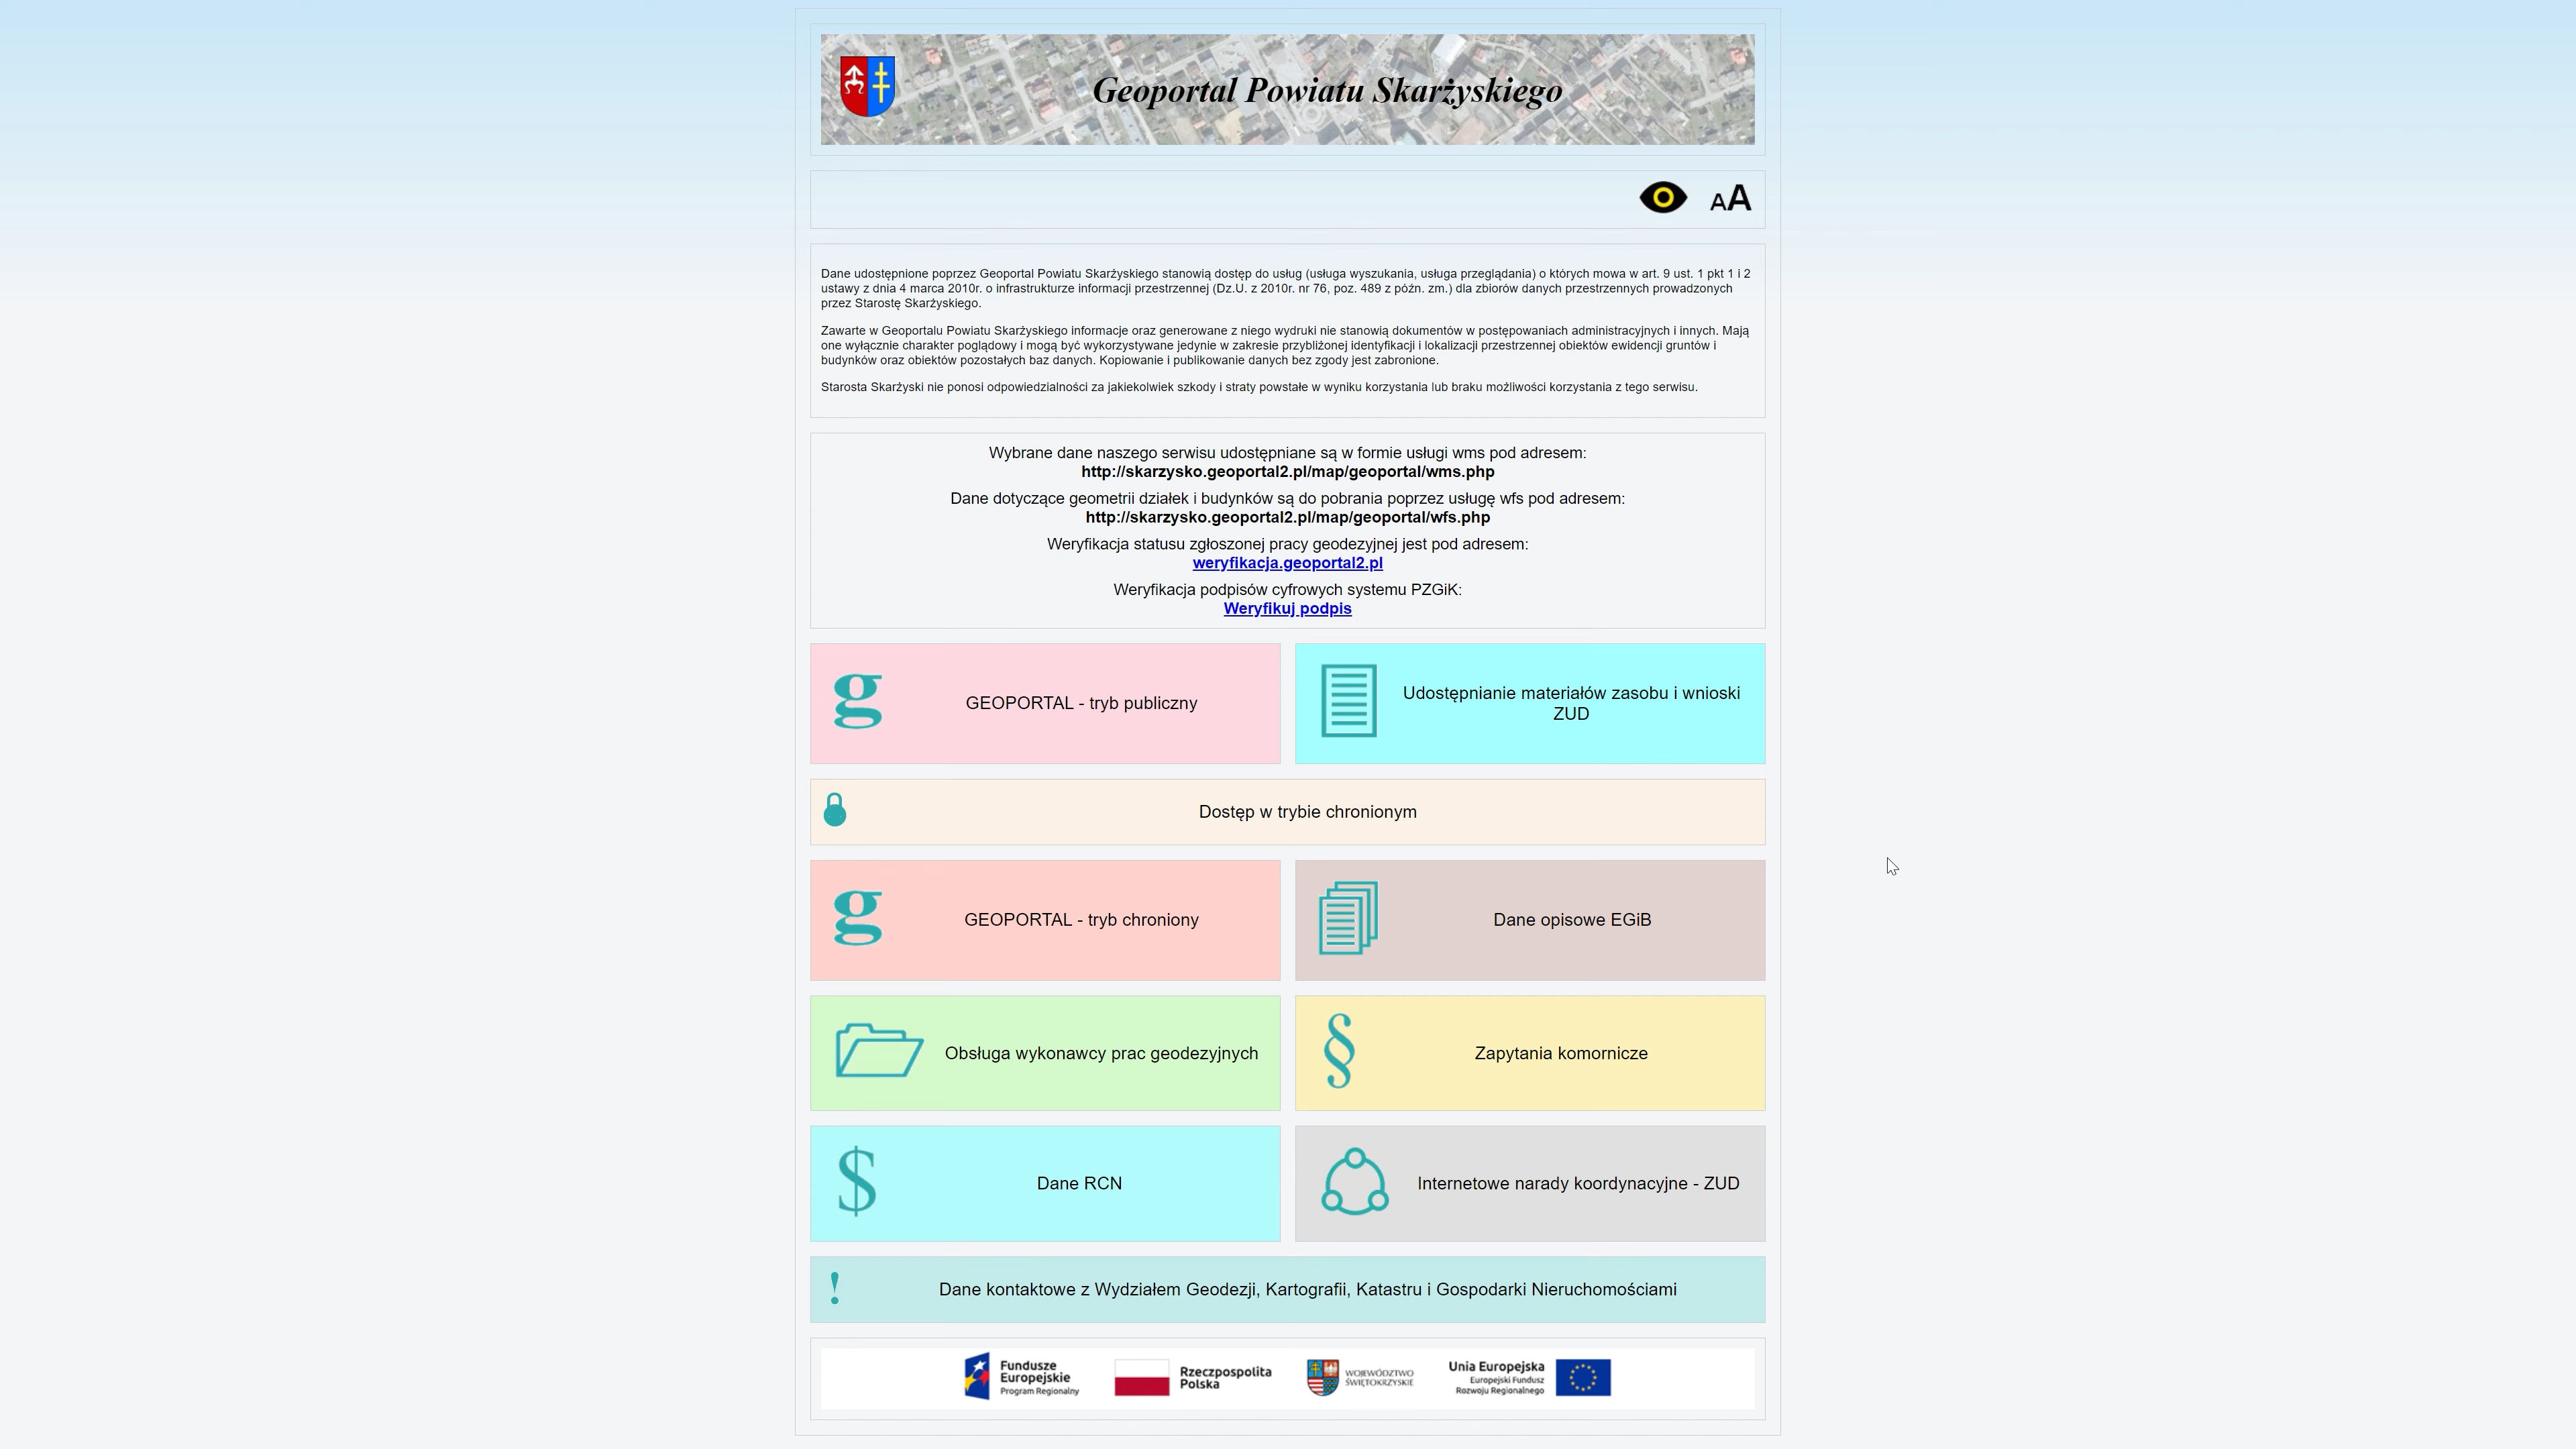 Geoportal Powiatu Skarżyskiego
AA
Dane udostępnione poprzez Geoportal Powiatu Skarżyskiego stanowią dostęp do usług (usługa wyszukania, usługa przeglądania) o których mowa w art. 9 ust. 1 pkt 1 i 2
ustawy z dnia 4 marca 2010r. o infrastrukturze informacji przestrzennej (Dz.U. z 2010r. nr 76, poz. 489 z późn. zm.) dla zbiorów danych przestrzennych prowadzonych
przez Starostę Skarżyskiego.
Zawarte w Geoportalu Powiatu Skarżyskiego informacje oraz generowane z niego wydruki nie stanowią dokumentów w postępowaniach administracyjnych i innych. Mają
one wyłącznie charakter poglądowy i mogą być wykorzystywane jedynie w zakresie przybliżonej identyfikacji i lokalizacji przestrzennej obiektów ewidencji gruntów i
budynków oraz obiektów pozostałych baz danych. Kopiowanie i publikowanie danych bez zgody jest zabronione.
Starosta Skarżyski nie ponosi odpowiedzialności za jakiekolwiek szkody i straty powstałe w wyniku korzystania lub braku możliwości korzystania z tego serwisu.
Wybrane dane naszego serwisu udostępniane są w formie usługi wms pod adresem:
http://skarzysko.geoportal2.pl/map/geoportal/wms.php
Dane dotyczące geometrii działek i budynków są do pobrania poprzez usługę wfs pod adresem:
http://skarzysko.geoportal2.pl/map/geoportal/wfs.php
Weryfikacja statusu zgłoszonej pracy geodezyjnej jest pod adresem:
weryfikacja.geoportal2.pl
Weryfikacja podpisów cyfrowych systemu PZGiK:
Weryfikuj podpis
g GEOPORTAL - tryb publiczny
Udostępnianie materiałów zasobu i wnioski
ZUD
Dostęp w trybie chronionym
g GEOPORTAL - tryb chroniony
Dane opisowe EGiB
Obsługa wykonawcy prac geodezyjnych
§ Zapytania komornicze
$ Dane RCN
Internetowe narady koordynacyjne - ZUD
! Dane kontaktowe z Wydziałem Geodezji, Kartografii, Katastru i Gospodarki Nieruchomościami
Fundusze
Europejskie
Program Regionalny
Rzeczpospolita
Polska
WOJEWÓDZTWO
ŚWIĘTOKRZYSKIE
Unia Europejska
Europejski Fundusz
Rozwoju Regionalnego